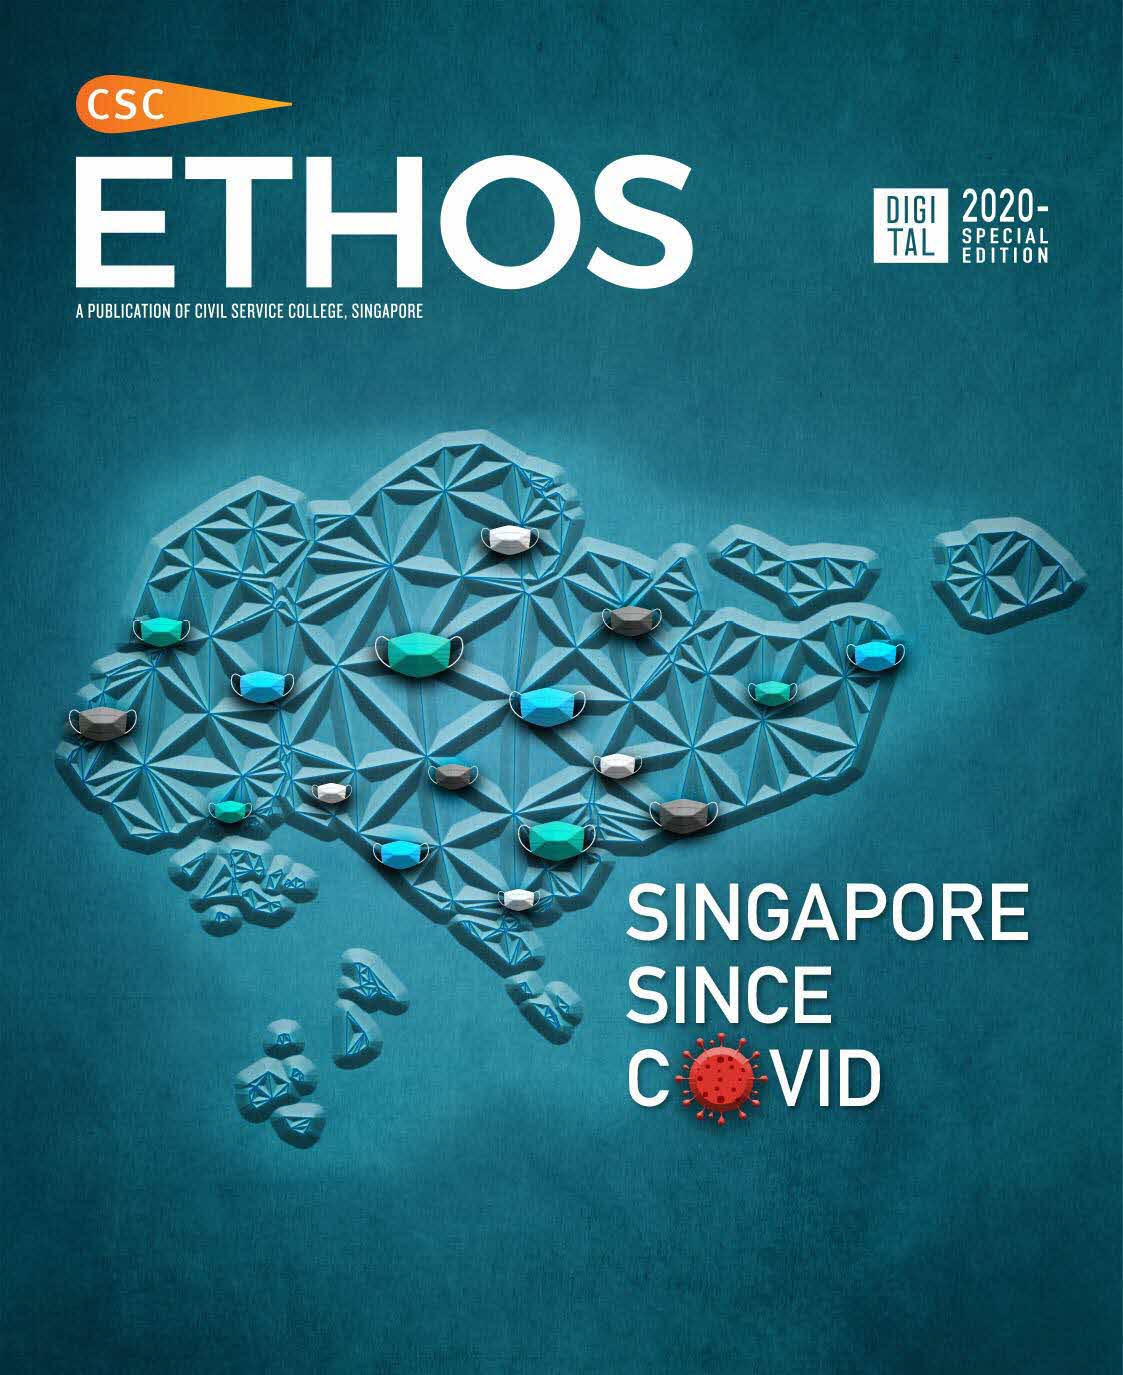 CSC
ETHOS
A PUBLICATION OF CIVIL SERVICE COLLEGE, SINGAPORE
DIGI
TAL
2020-
SPECIAL
EDITION
SINGAPORE
SINCE
COVID